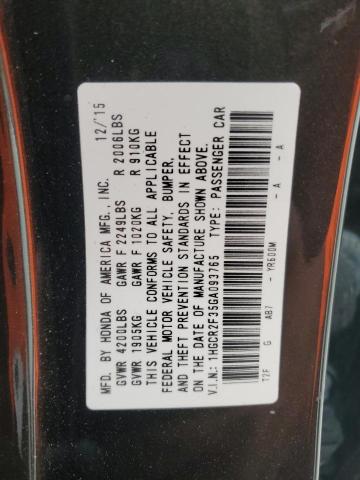 MFD. BY HONDA OF AMERICA MFG.,INC. 12/15
GVWR 4200LBS GAWR F 2249LBS R 2006LBS
GVWR 1905KG GAWR F 1020KG R 910KG
THIS VEHICLE CONFORMS TO ALL APPLICABLE
FEDERAL MOTOR VEHICLE SAFETY, BUMPER,
AND THEFT PREVENTION STANDARDS IN EFFECT
ON THE DATE OF MANUFACTURE SHOWN ABOVE.
V.I.N.: 1HGCR2F35GA093765 TYPE: PASSENGER CAR
T2F G AB7 - YR600M - A - A